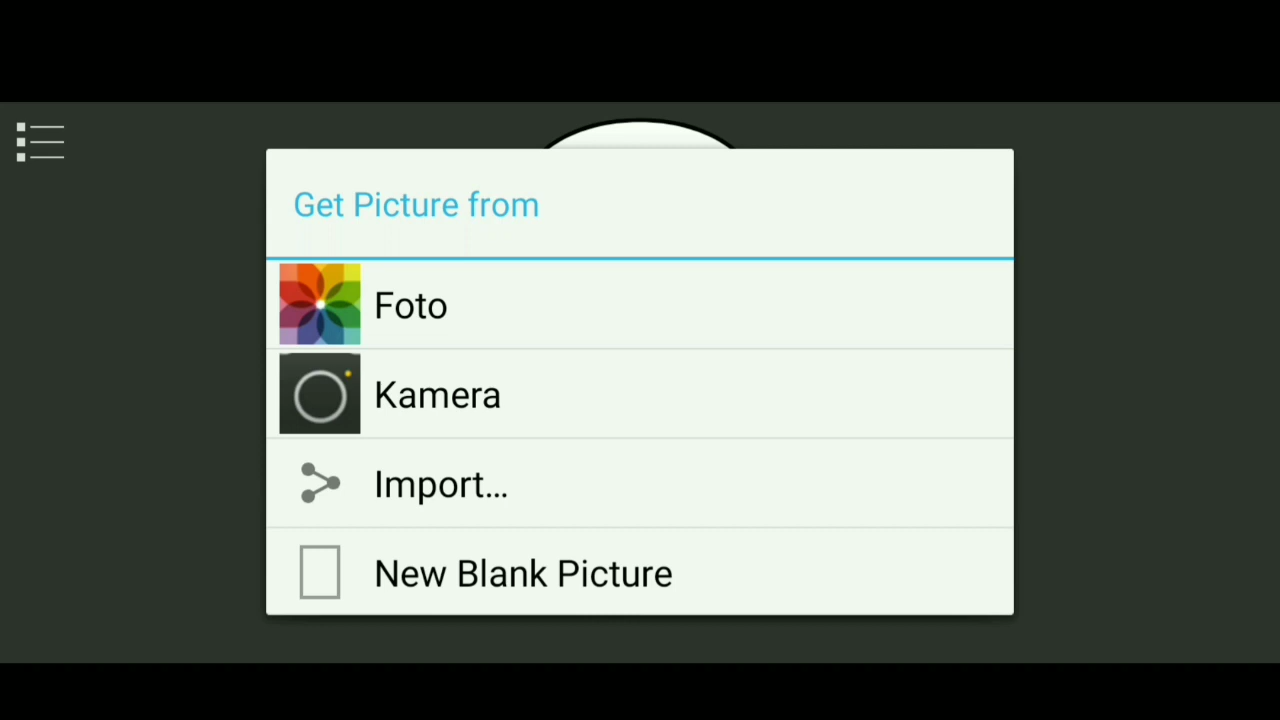 Get Picture from
Foto
Kamera
Import...
New Blank Picture